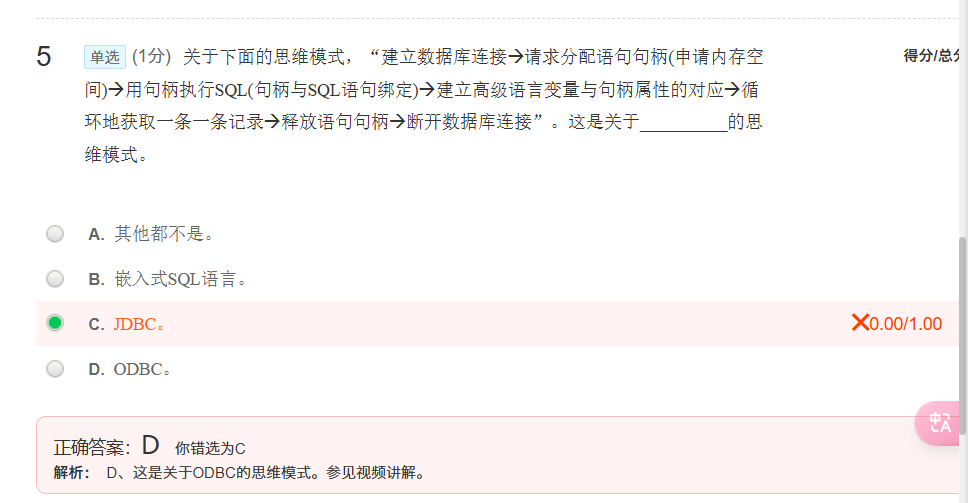 5 单选 (1分) 关于下面的思维模式，“建立数据库连接→请求分配语句句柄(申请内存空 得分/总分
间)→用句柄执行SQL(句柄与SQL语句绑定)→建立高级语言变量与句柄属性的对应→循
环地获取一条一条记录→释放语句句柄→断开数据库连接”。这是关于__________的思
维模式。
A. 其他都不是。
B. 嵌入式SQL语言。
C. JDBC。 ✕0.00/1.00
D. ODBC。
中A
正确答案：D 你错选为C
解析： D、这是关于ODBC的思维模式。参见视频讲解。